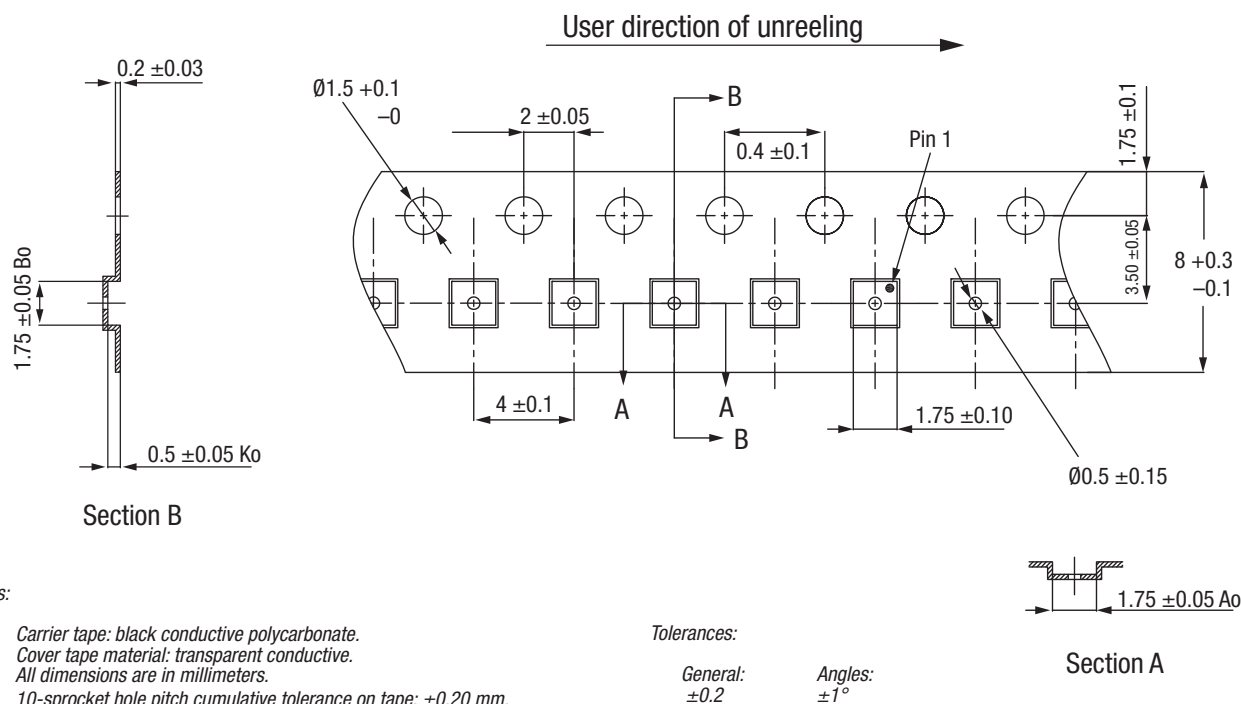 User direction of unreeling
0.2 ±0.03
Ø1.5 +0.1
–0
2 ±0.05
B
0.4 ±0.1
Pin 1
1.75 ±0.1
1.75 ±0.05 Bo
3.50 ±0.05
8 +0.3
–0.1
4 ±0.1
A
A
B
1.75 ±0.10
0.5 ±0.05 Ko
Ø0.5 ±0.15
Section B
1.75 ±0.05 Ao
Section A
s:
Carrier tape: black conductive polycarbonate.
Cover tape material: transparent conductive.
All dimensions are in millimeters.
10-sprocket hole pitch cumulative tolerance on tape: ±0.20 mm.
Tolerances:
General:
±0.2
Angles:
±1°